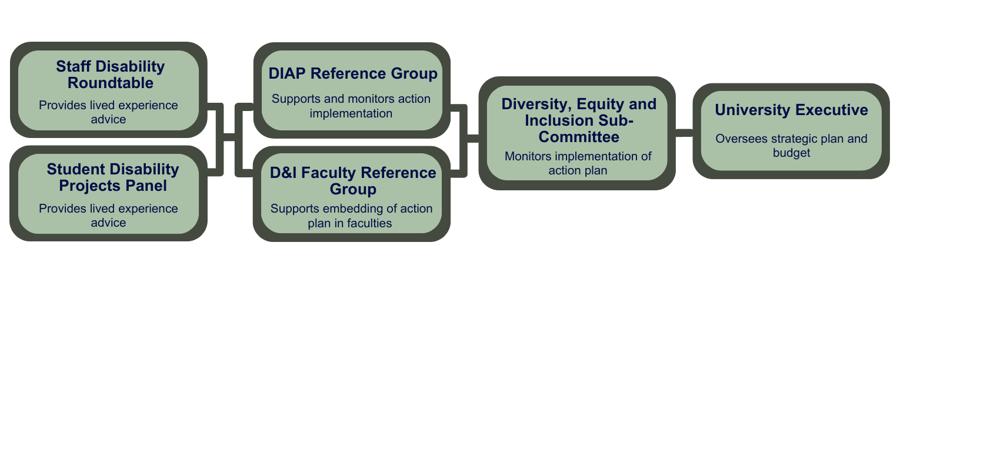 Staff Disability
Roundtable
Provides lived experience
advice
Student Disability
Projects Panel
Provides lived experience
advice
DIAP Reference Group
Supports and monitors action
implementation
D&I Faculty Reference
Group
Supports embedding of action
plan in faculties
Diversity, Equity and
Inclusion Sub-
Committee
Monitors implementation of
action plan
University Executive
Oversees strategic plan and
budget